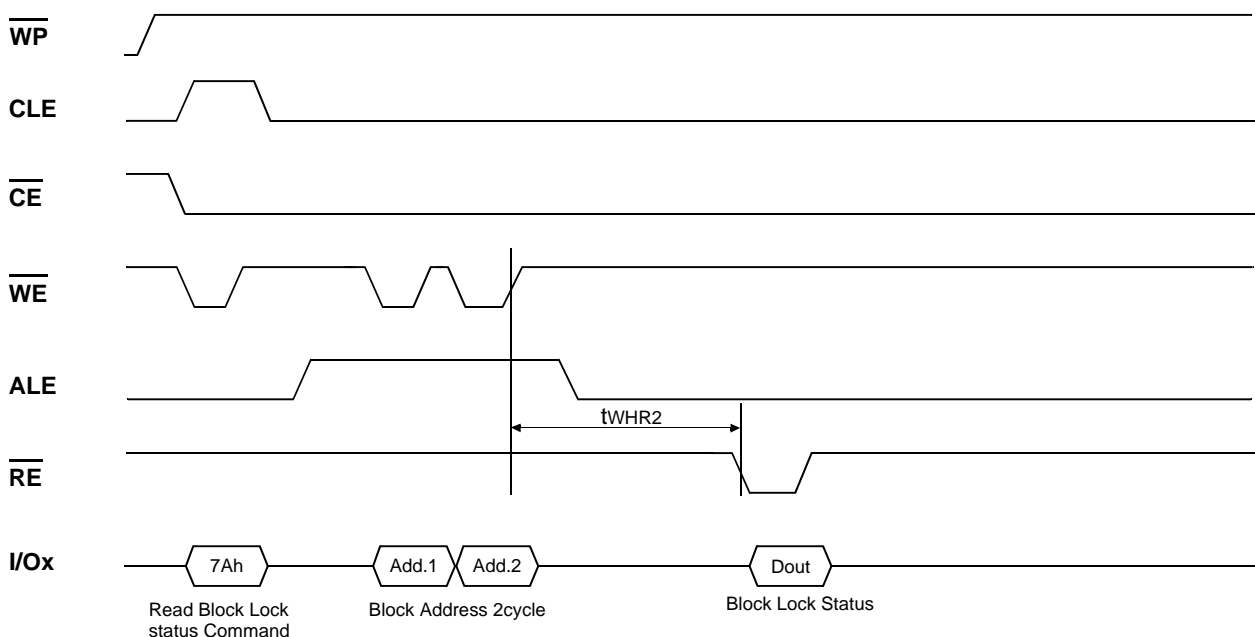 WP
CLE
CE
WE
ALE
tWHR2
RE
I/Ox
7Ah
Add.1
Add.2
Dout
Read Block Lock
status Command
Block Address 2cycle
Block Lock Status